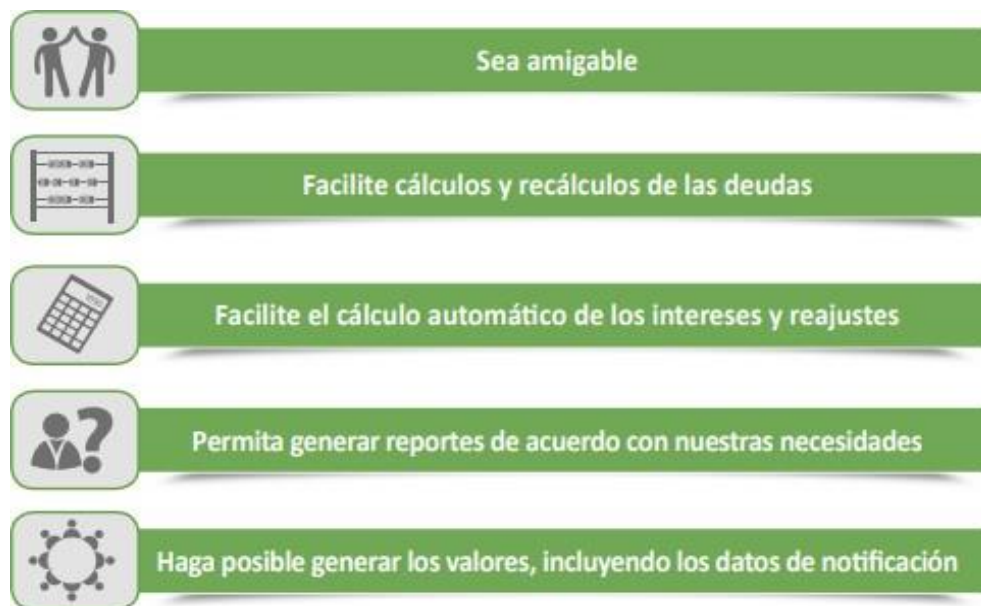 Sea amigable
Facilite cálculos y recálculos de las deudas
Facilite el cálculo automático de los intereses y reajustes
Permita generar reportes de acuerdo con nuestras necesidades
Haga posible generar los valores, incluyendo los datos de notificación